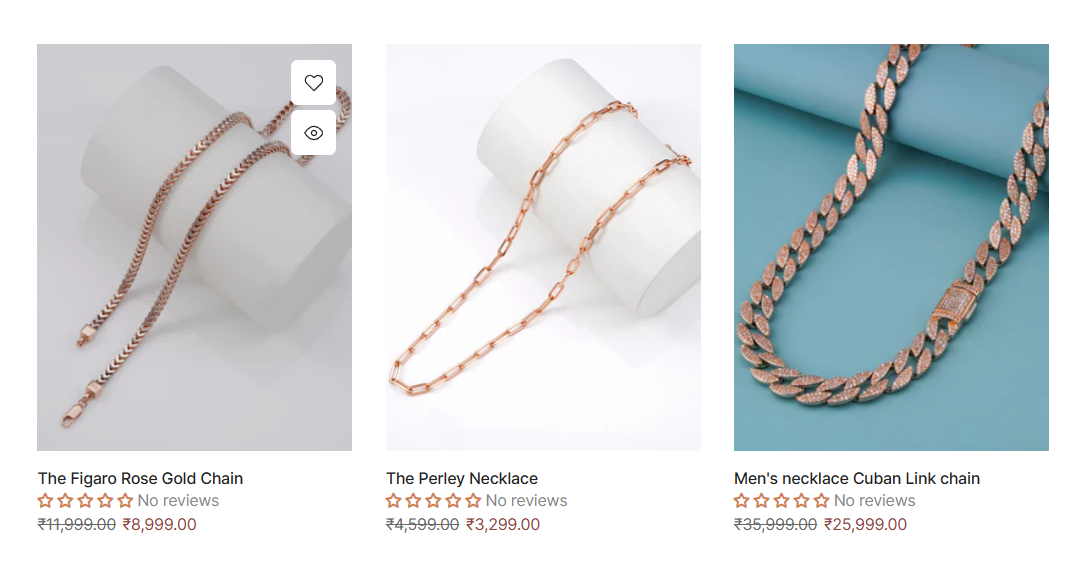 The Figaro Rose Gold Chain
No reviews
₹11,999.00 ₹8,999.00
The Perley Necklace
No reviews
₹4,599.00 ₹3,299.00
Men's necklace Cuban Link chain
No reviews
₹35,999.00 ₹25,999.00